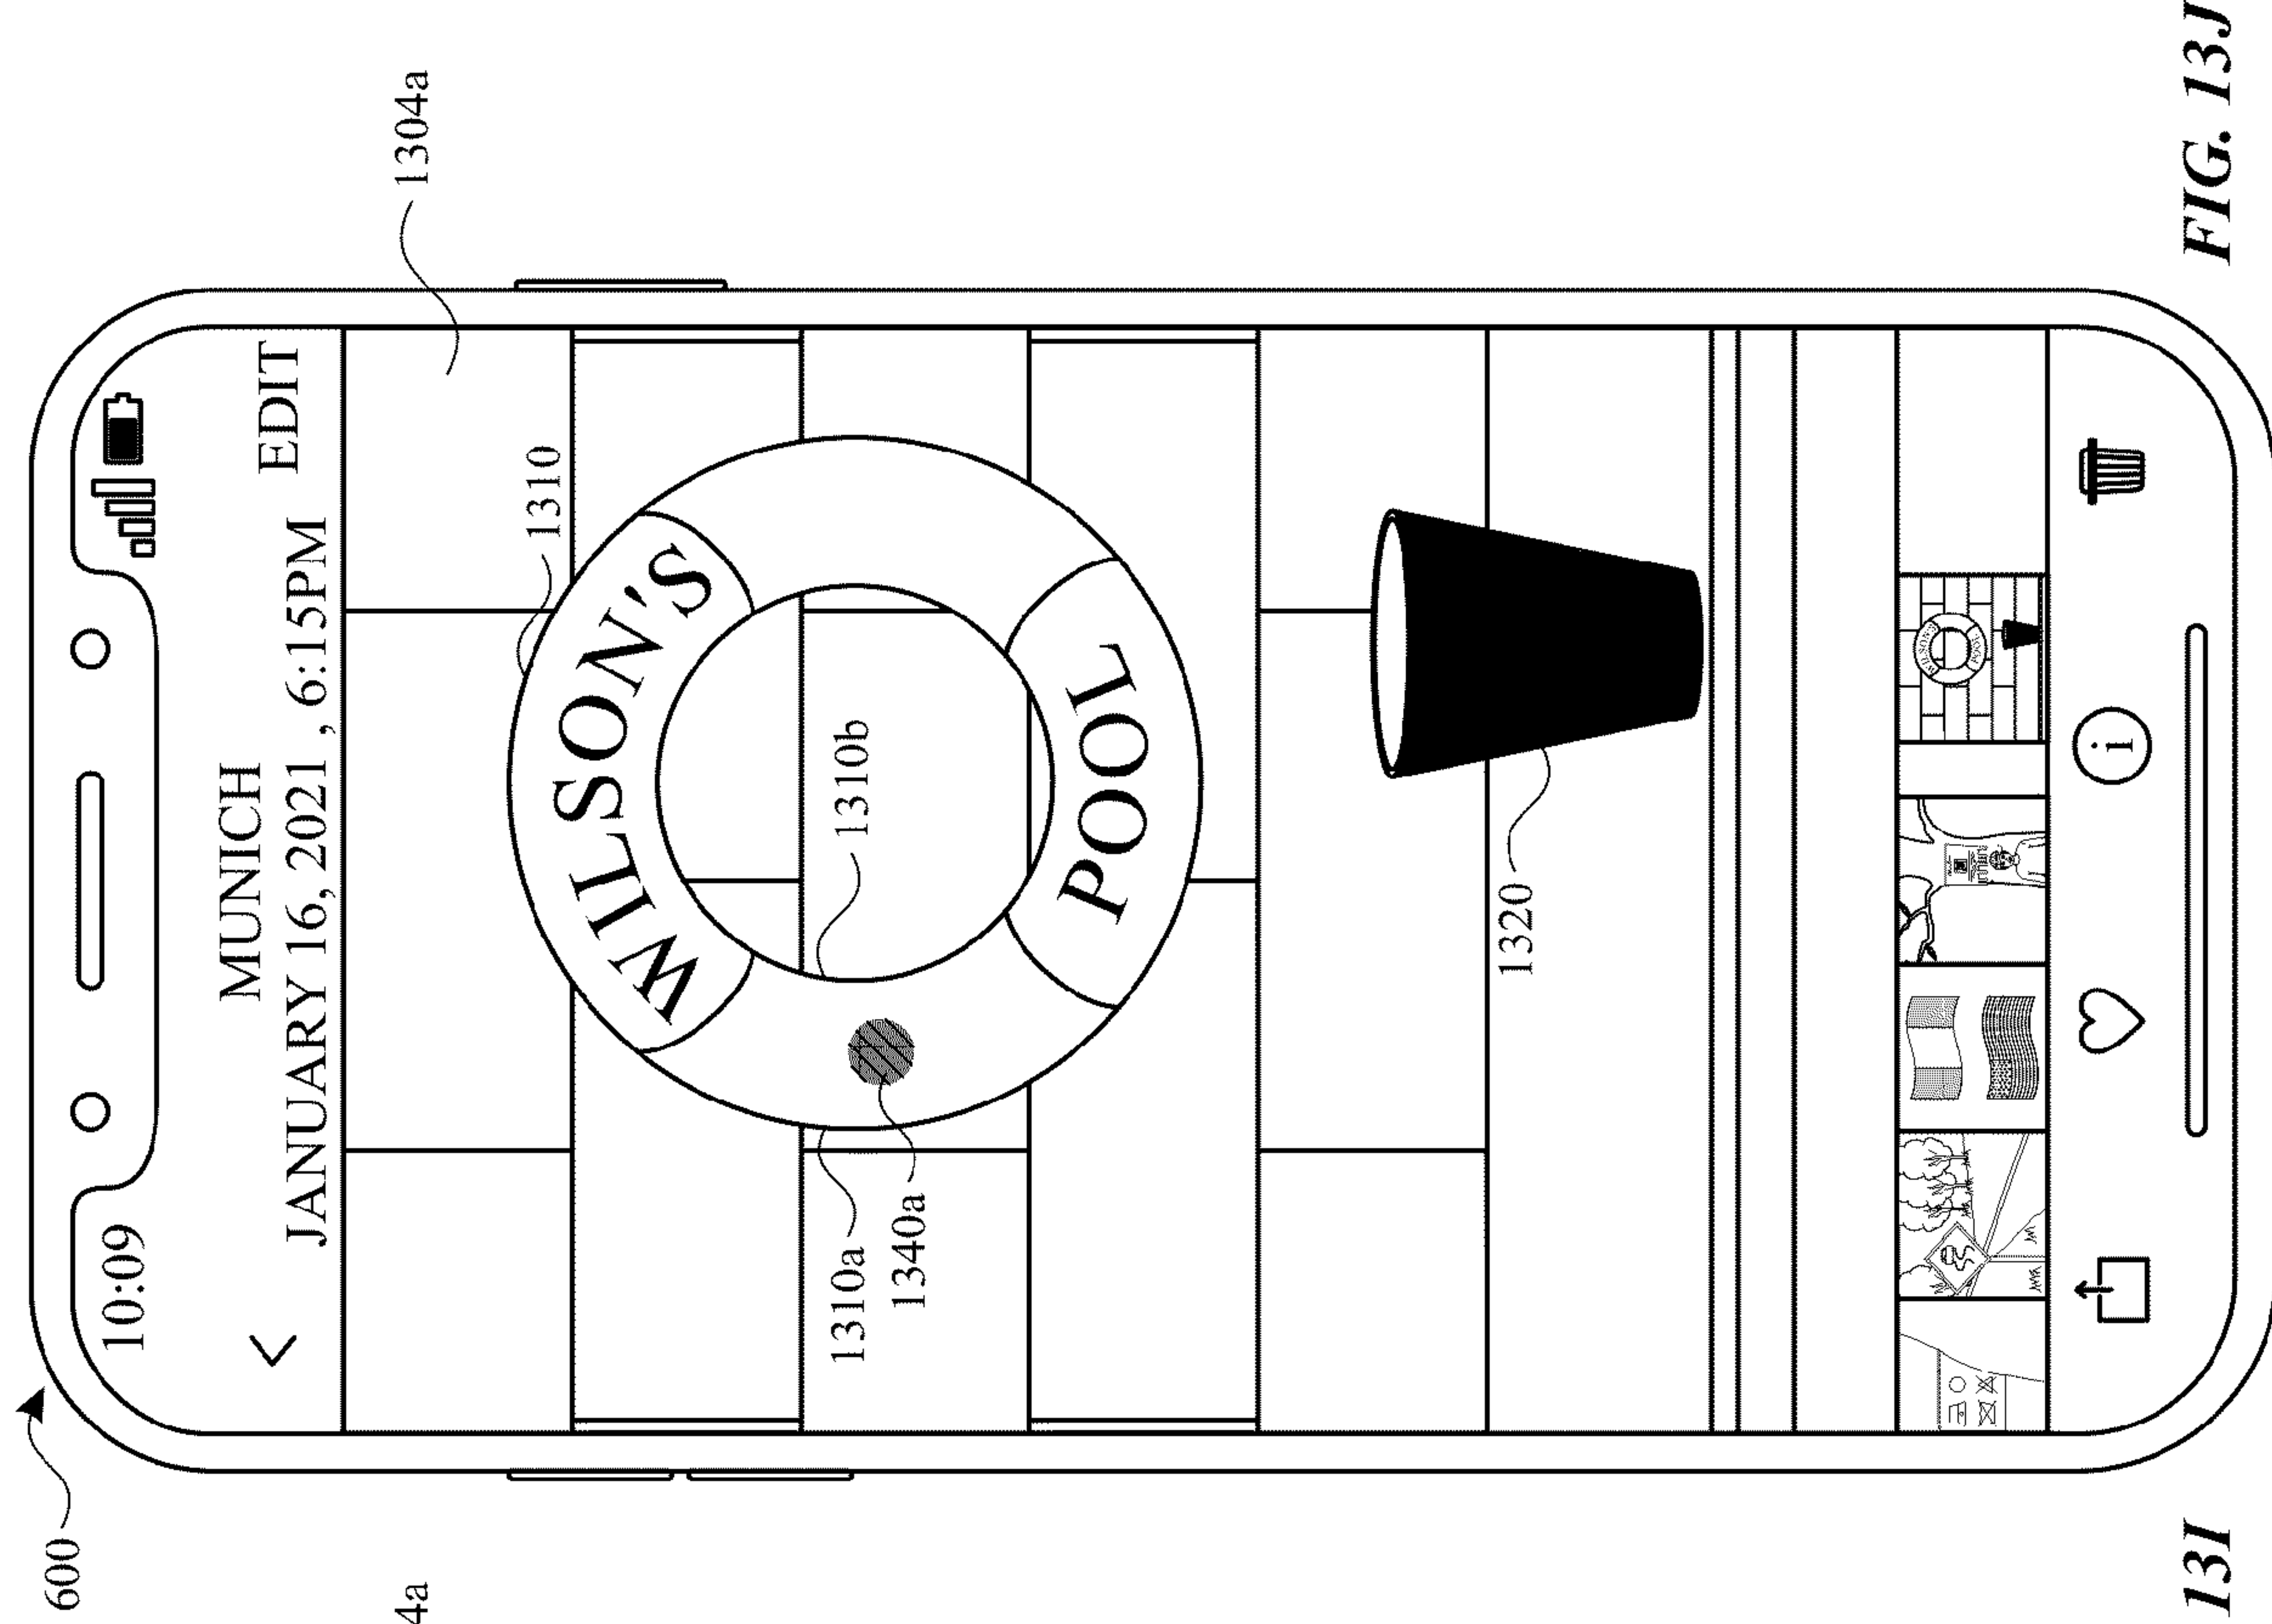 600
10:09
MUNICH
JANUARY 16, 2021 , 6:15PM
EDIT
1304a
1310
WILSON'S
POOL
1310b
1310a
1340a
1320
i
4a
13I
FIG. 13J